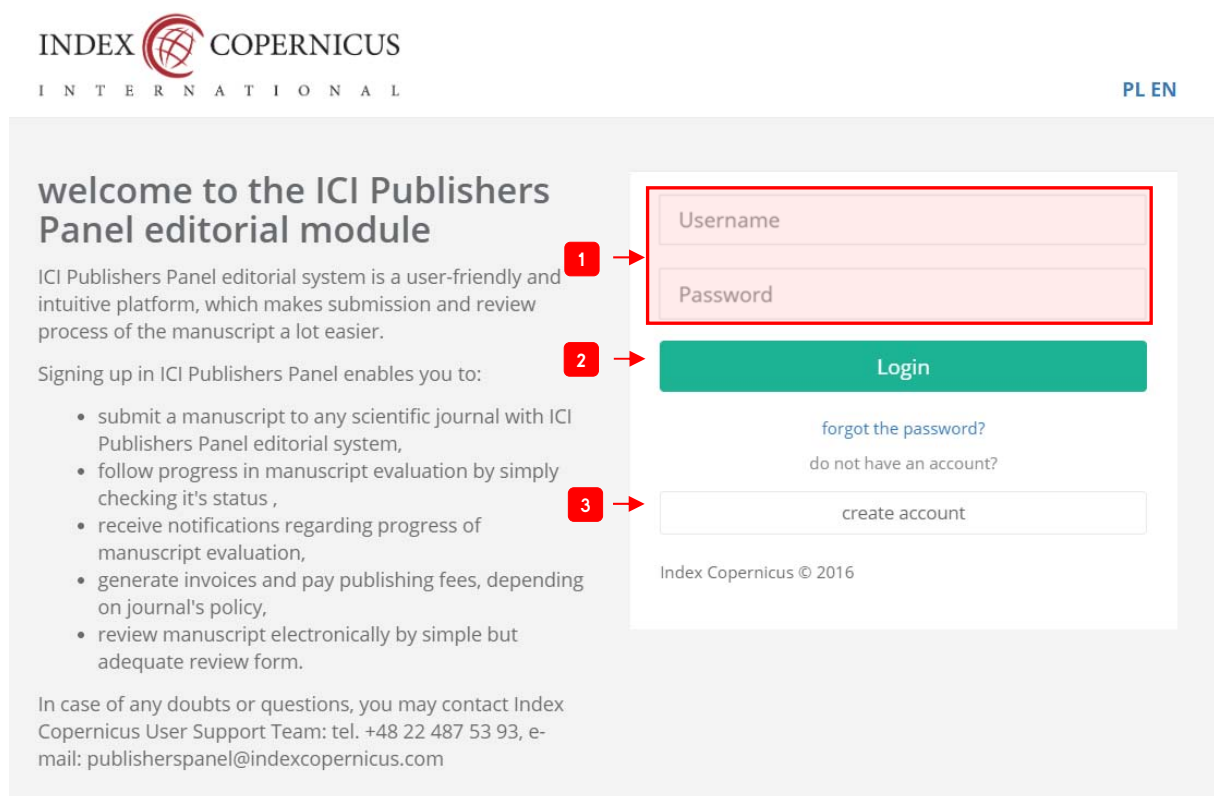 INDEX COPERNICUS
INTERNATIONAL
PL EN
welcome to the ICI Publishers
Panel editorial module
ICI Publishers Panel editorial system is a user-friendly and
intuitive platform, which makes submission and review
process of the manuscript a lot easier.
Signing up in ICI Publishers Panel enables you to:
• submit a manuscript to any scientific journal with ICI
Publishers Panel editorial system,
• follow progress in manuscript evaluation by simply
checking it's status ,
• receive notifications regarding progress of
manuscript evaluation,
• generate invoices and pay publishing fees, depending
on journal's policy,
• review manuscript electronically by simple but
adequate review form.
In case of any doubts or questions, you may contact Index
Copernicus User Support Team: tel. +48 22 487 53 93, e-
mail: publisherspanel@indexcopernicus.com
1
Username
Password
2
Login
forgot the password?
do not have an account?
3
create account
Index Copernicus © 2016